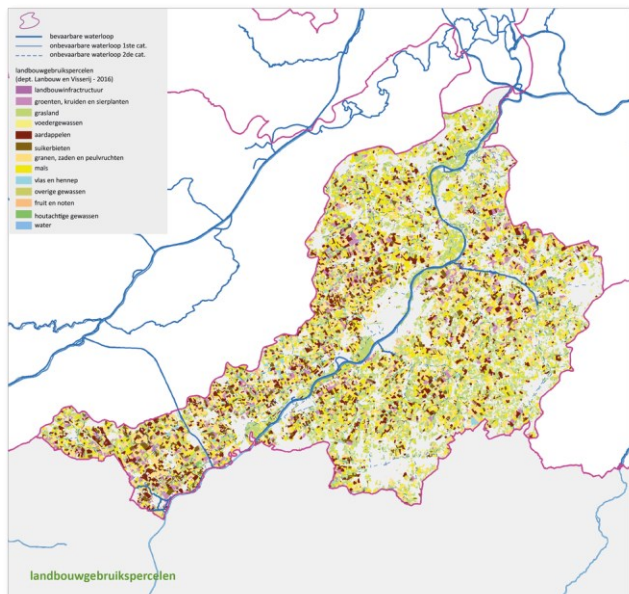 bevaarbare waterloop
onbevaarbare waterloop 1ste cat.
onbevaarbare waterloop 2de cat.
landbouwgebruikspercelen
(dept. Lanbouw en Visserij - 2016)
landbouwinfractructuur
groenten, kruiden en sierplanten
grasland
voedergewassen
aardappelen
suikerbieten
granen, zaden en peulvruchten
maïs
vlas en hennep
overige gewassen
fruit en noten
houtachtige gewassen
water
landbouwgebruikspercelen